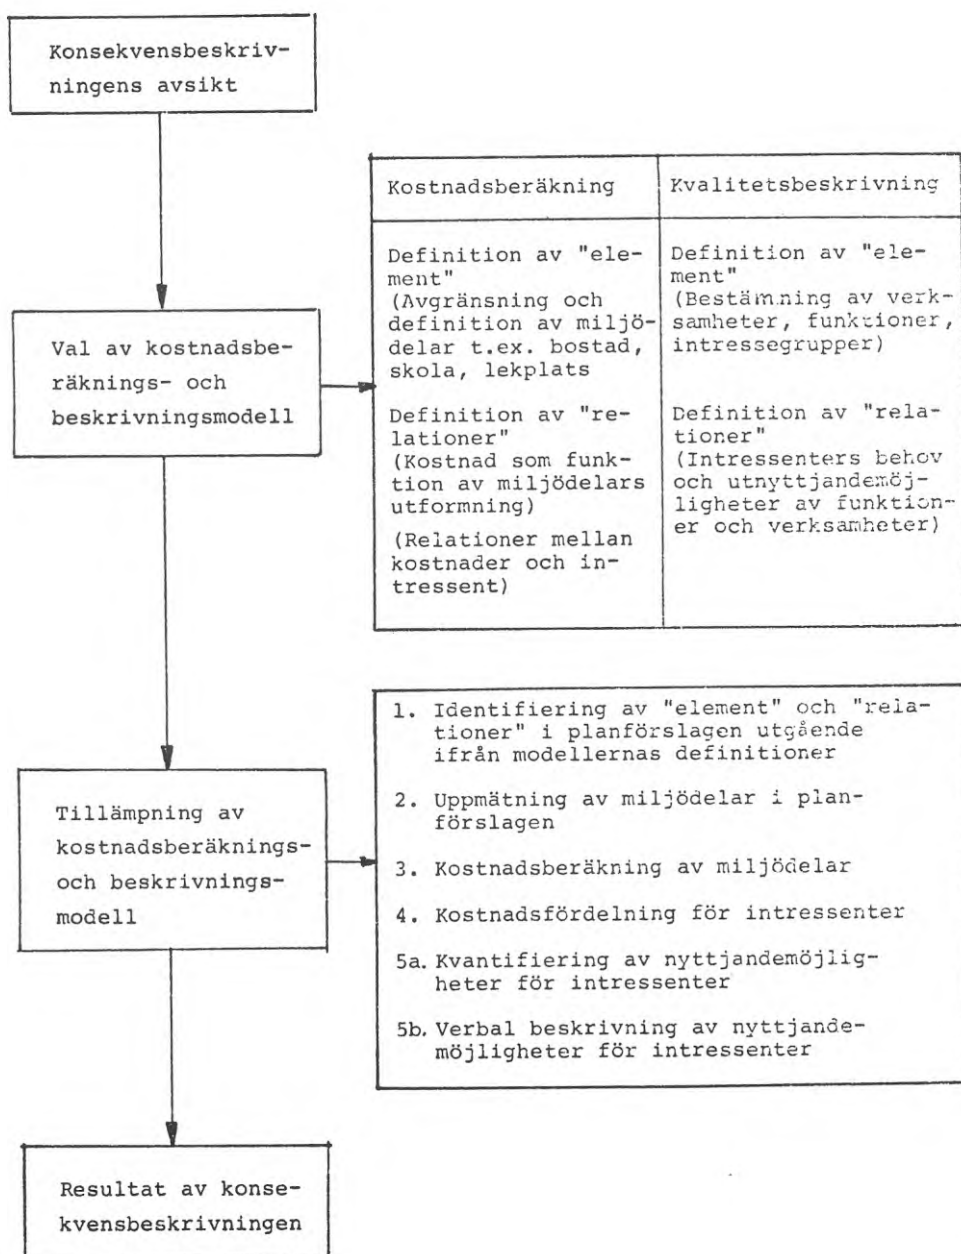 Konsekvensbeskriv-
ningens avsikt
Kostnadsberäkning
Kvalitetsbeskrivning
Definition av "ele-
ment"
(Avgränsning och
definition av miljö-
delar t.ex. bostad,
skola, lekplats
Definition av "re-
lationer"
(Kostnad som funk-
tion av miljödelars
utformning)
(Relationer mellan
kostnader och in-
tressent)
Definition av "ele-
ment"
(Bestämning av verk-
samheter, funktioner,
intressegrupper)
Definition av "rela-
tioner"
(Intressenters behov
och utnyttjandemöj-
ligheter av funktion-
er och verksamheter)
Val av kostnadsbe-
räknings- och
beskrivningsmodell
1. Identifiering av "element" och "rela-
tioner" i planförslagen utgående
ifrån modellernas definitioner
2. Uppmätning av miljödelar i plan-
förslagen
3. Kostnadsberäkning av miljödelar
4. Kostnadsfördelning för intressenter
5a. Kvantifiering av nyttjandemöjlig-
heter för intressenter
5b. Verbal beskrivning av nyttjande-
möjligheter för intressenter
Tillämpning av
kostnadsberäknings-
och beskrivnings-
modell
Resultat av konse-
kvensbeskrivningen